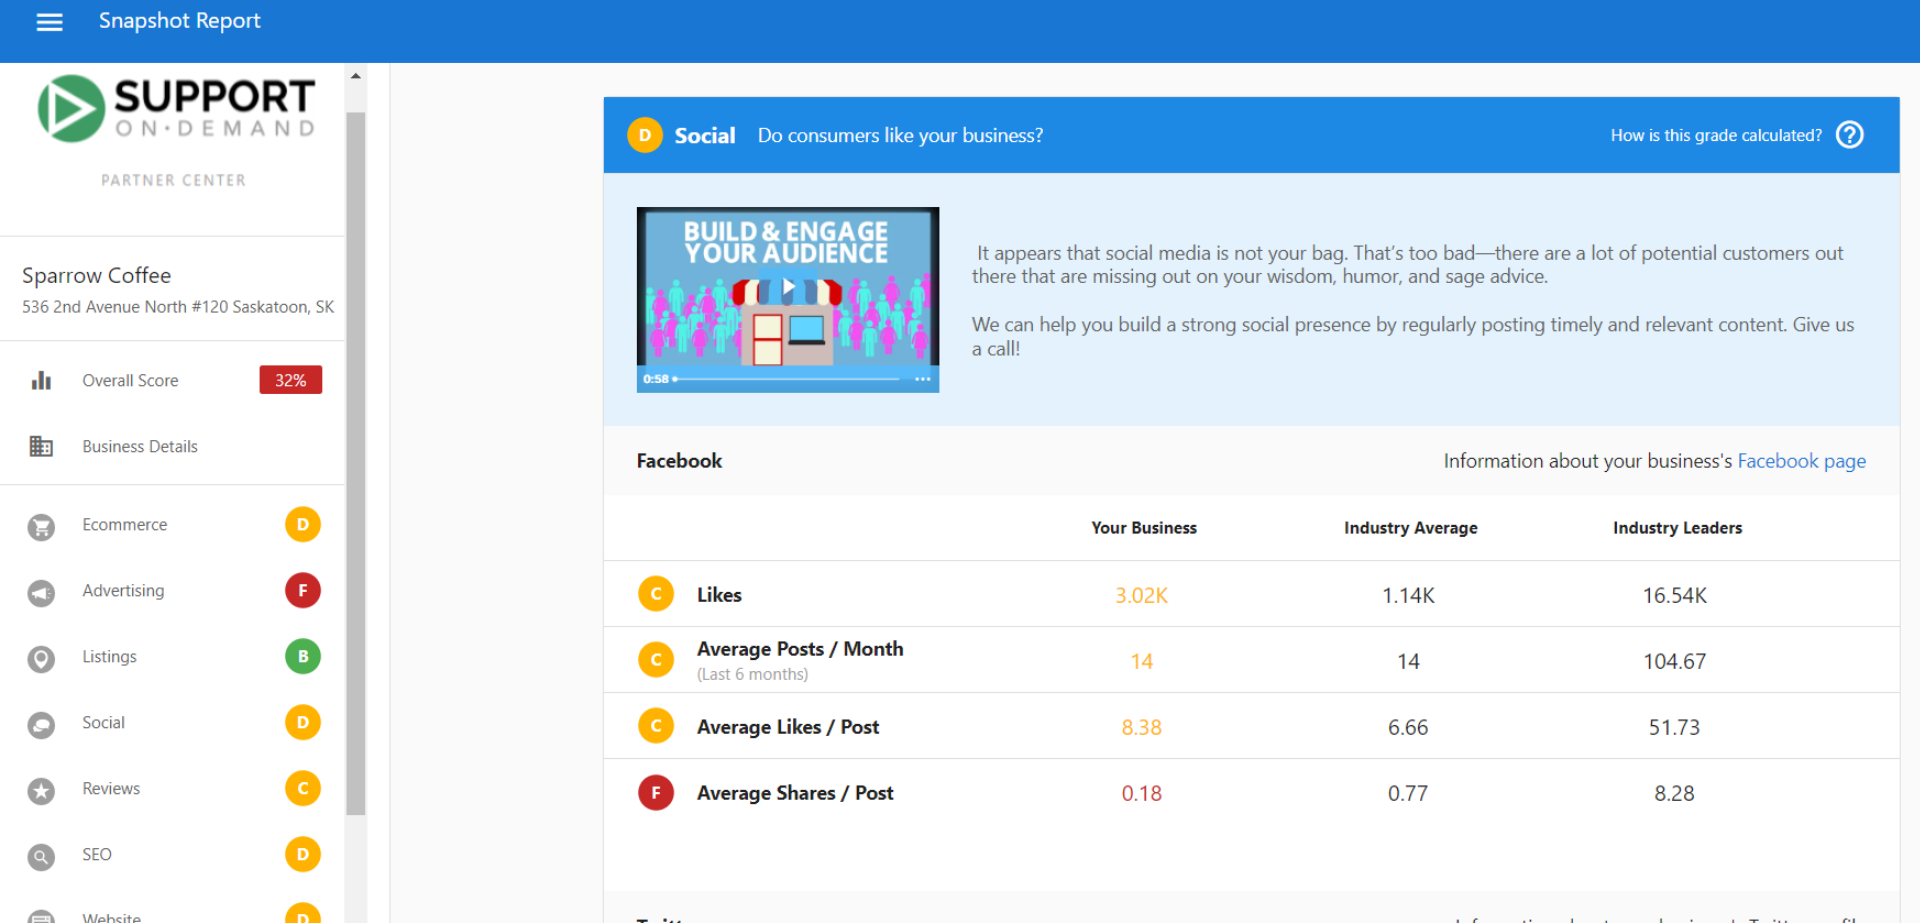 Snapshot Report
SUPPORT
ON·DEMAND
PARTNER CENTER
Sparrow Coffee
536 2nd Avenue North #120 Saskatoon, SK
Overall Score 32%
Business Details
Ecommerce D
Advertising F
Listings B
Social D
Reviews C
SEO D
Website D
D Social Do consumers like your business? How is this grade calculated? ?
BUILD & ENGAGE
YOUR AUDIENCE
0:58
It appears that social media is not your bag. That's too bad—there are a lot of potential customers out
there that are missing out on your wisdom, humor, and sage advice.
We can help you build a strong social presence by regularly posting timely and relevant content. Give us
a call!
Facebook Information about your business's Facebook page
Your Business Industry Average Industry Leaders
C Likes 3.02K 1.14K 16.54K
C Average Posts / Month 14 14 104.67
(Last 6 months)
C Average Likes / Post 8.38 6.66 51.73
F Average Shares / Post 0.18 0.77 8.28